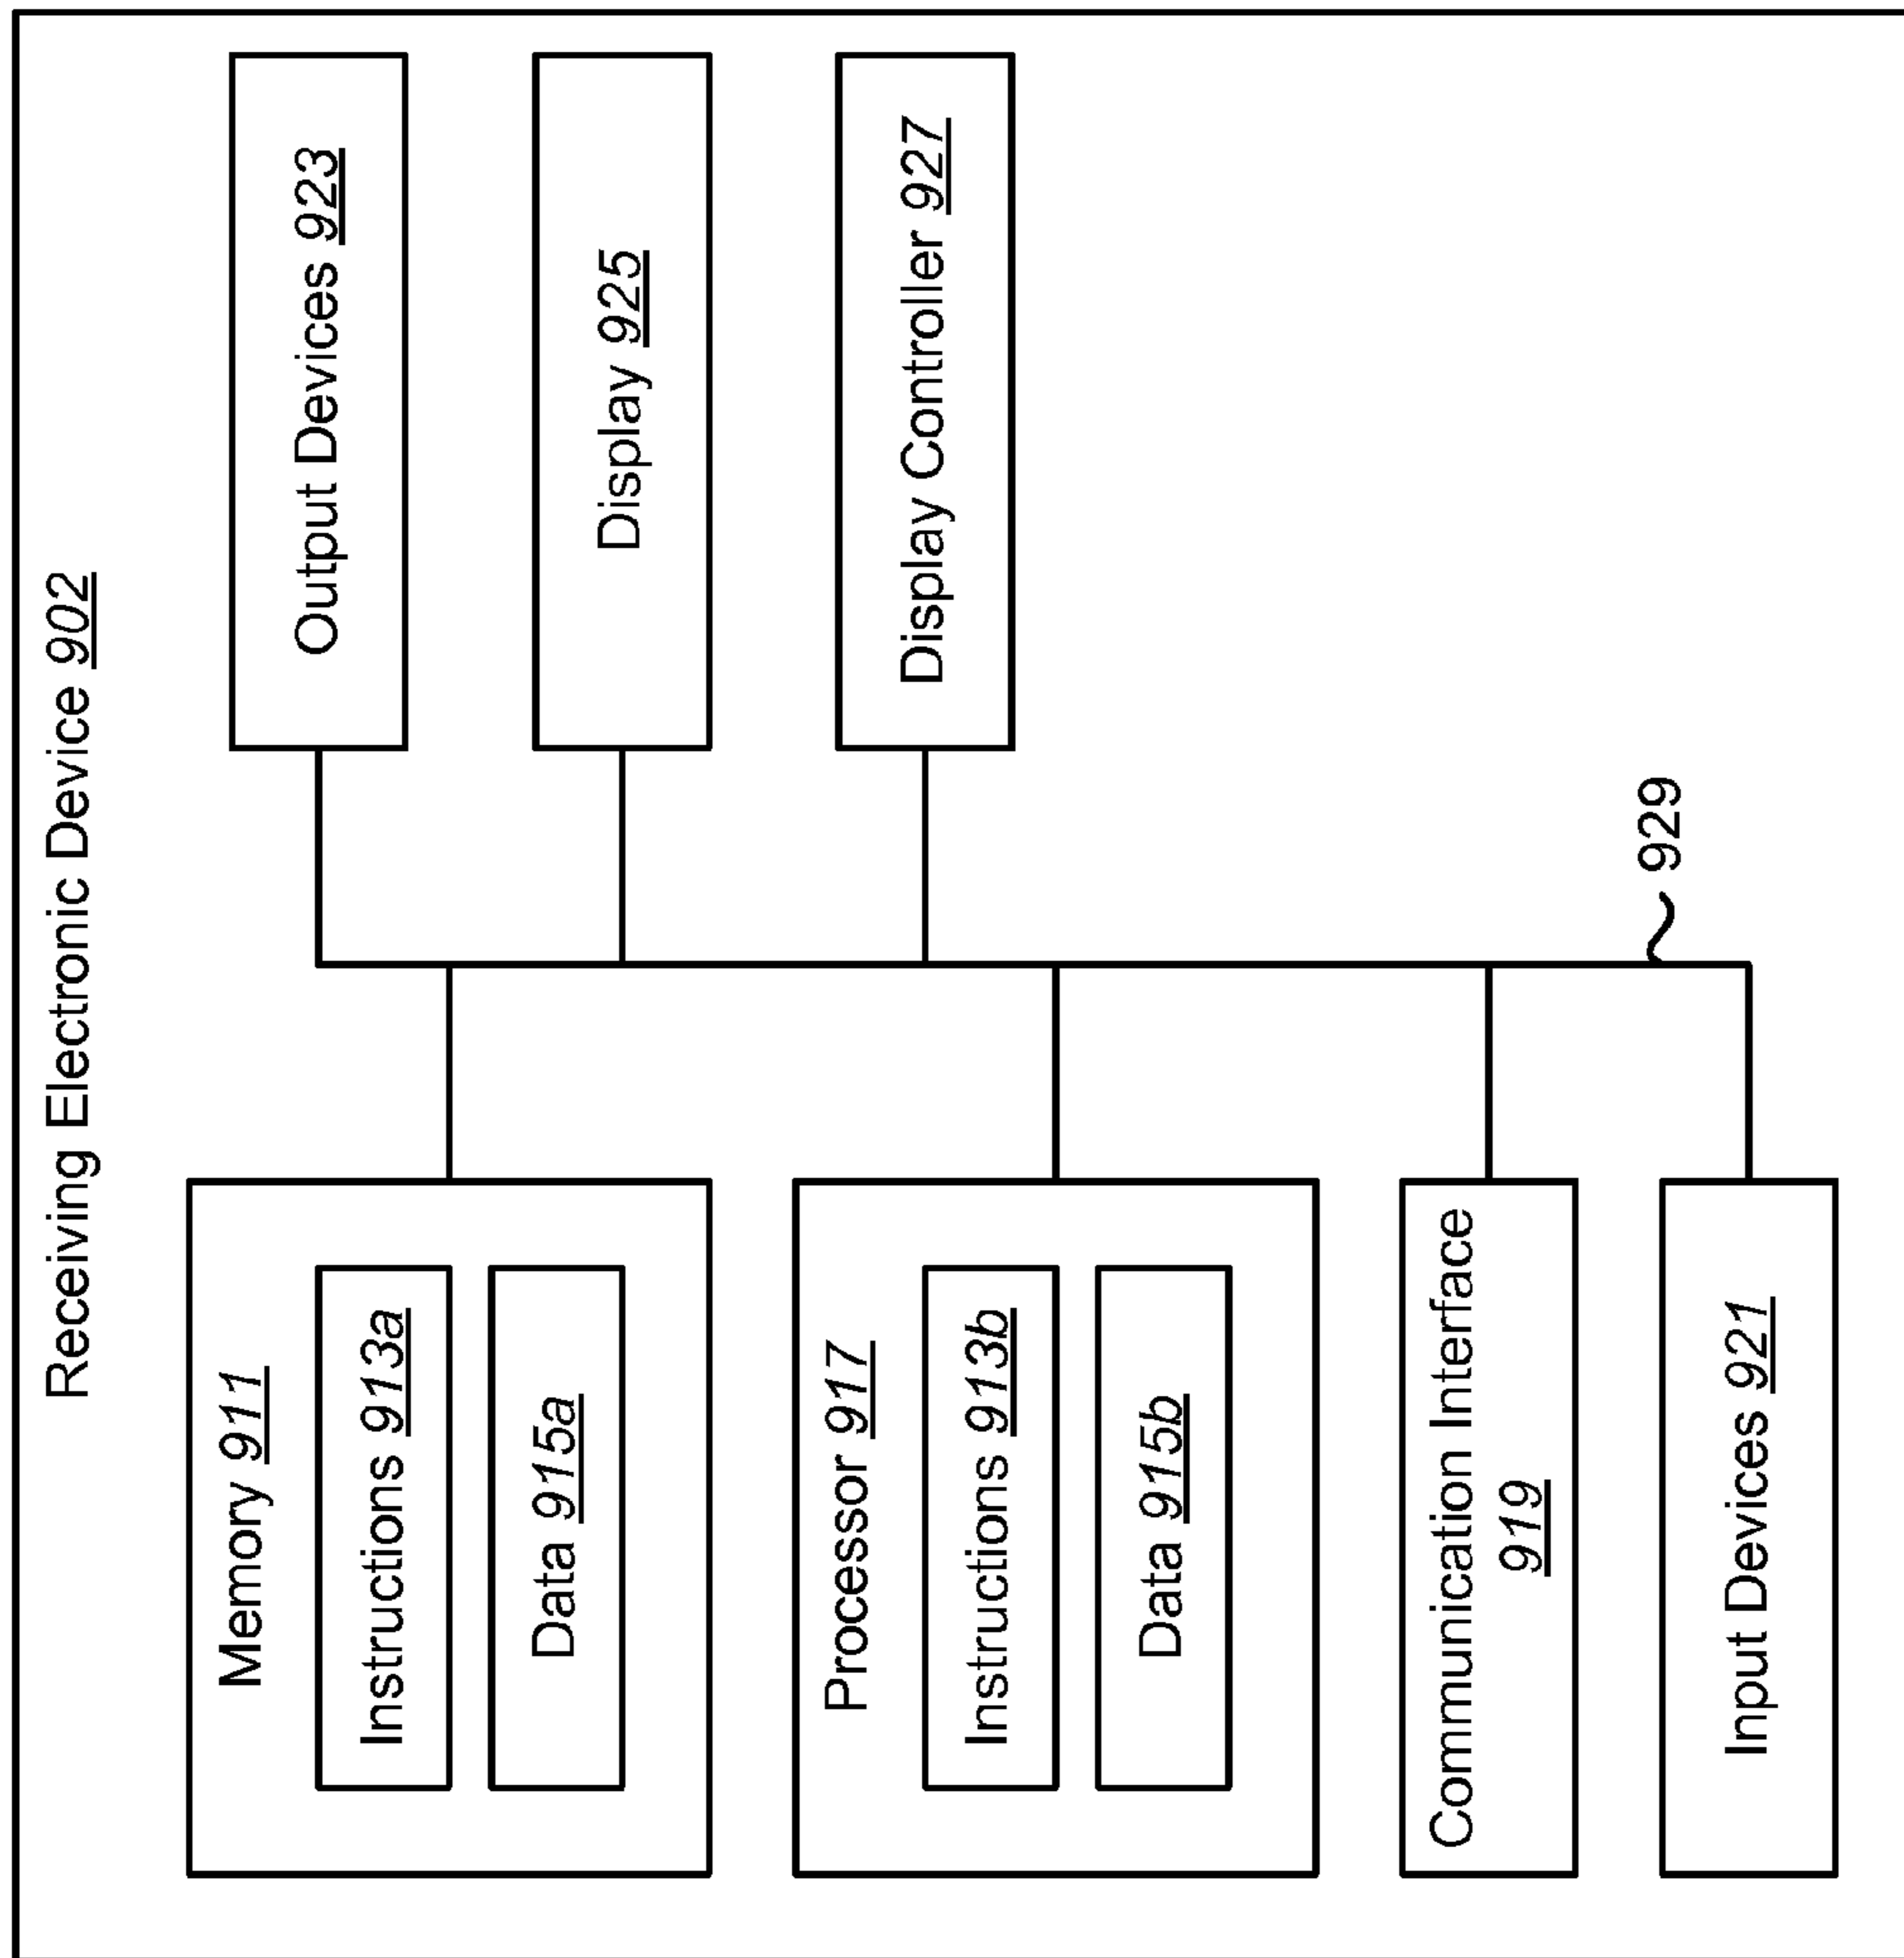 Receiving Electronic Device 902
Memory 911
Instructions 913a
Data 915a
Processor 917
Instructions 913b
Data 915b
Communication Interface
919
Input Devices 921
Output Devices 923
Display 925
Display Controller 927
929